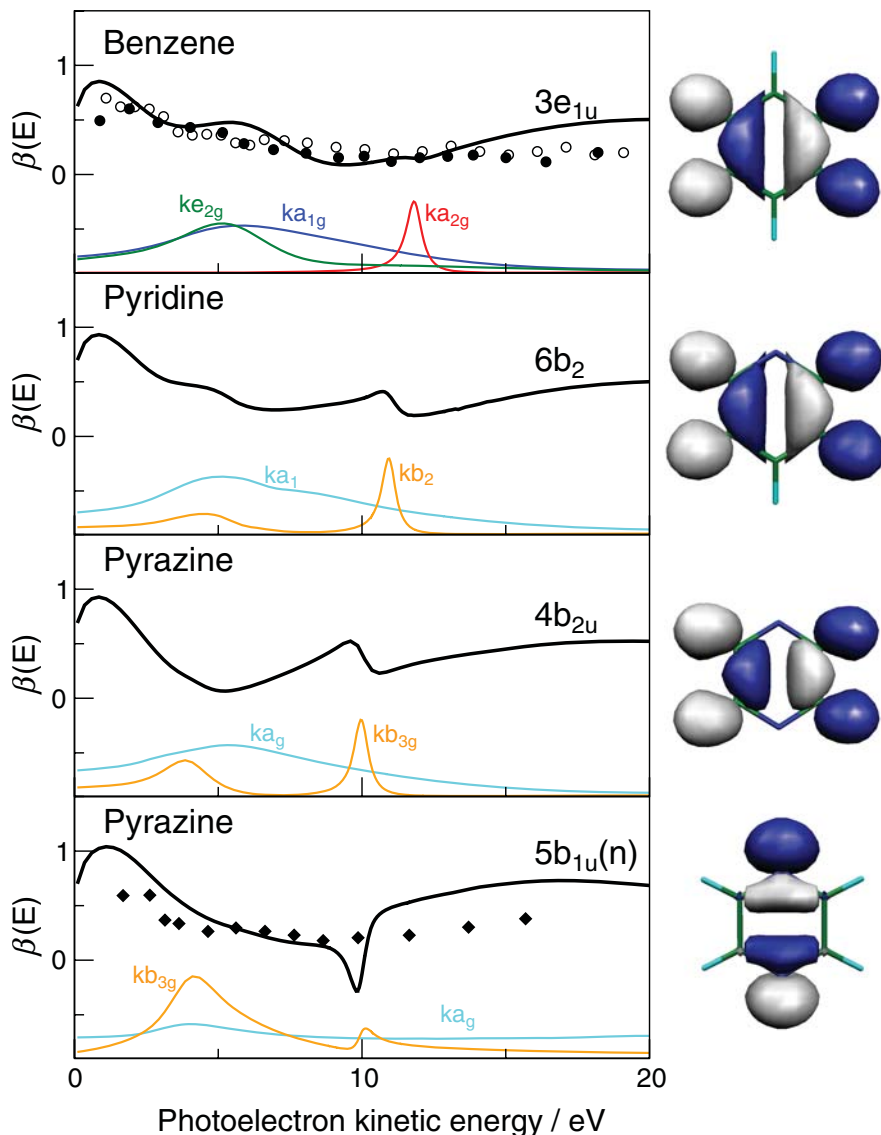 Benzene
1
0
β(E)
3e1u
ke2g
ka1g
ka2g
Pyridine
1
0
β(E)
6b2
ka1
kb2
Pyrazine
1
0
β(E)
4b2u
kag
kb3g
Pyrazine
1
0
β(E)
5b1u(n)
kb3g
kag
0 10 20
Photoelectron kinetic energy / eV